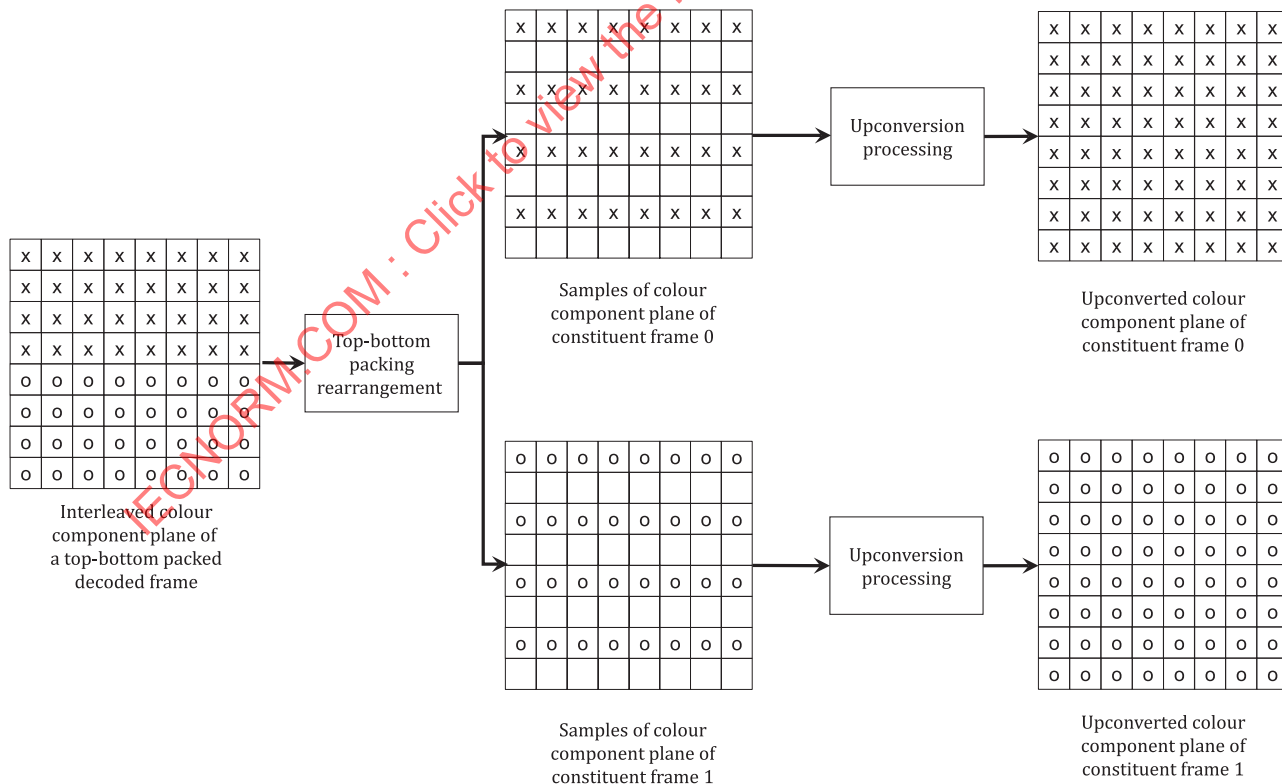 x x x x x x x x
x x x x x x x x
x x x x x x x x
x x x x x x x x
x x x x x x x x
x x x x x x x x
x x x x x x x x
x x x x x x x x
x x x x x x x x
x x x x x x x x
x x x x x x x x
x x x x x x x x
Upconversion
processing
Samples of colour
component plane of
constituent frame 0
Upconverted colour
component plane of
constituent frame 0
x x x x x x x x
x x x x x x x x
x x x x x x x x
x x x x x x x x
o o o o o o o o
o o o o o o o o
o o o o o o o o
o o o o o o o o
Top-bottom
packing
rearrangement
Interleaved colour
component plane of
a top-bottom packed
decoded frame
o o o o o o o o
o o o o o o o o
o o o o o o o o
o o o o o o o o
Upconversion
processing
o o o o o o o o
o o o o o o o o
o o o o o o o o
o o o o o o o o
o o o o o o o o
o o o o o o o o
o o o o o o o o
o o o o o o o o
Samples of colour
component plane of
constituent frame 1
Upconverted colour
component plane of
constituent frame 1
IECNORM.COM : Click to view the